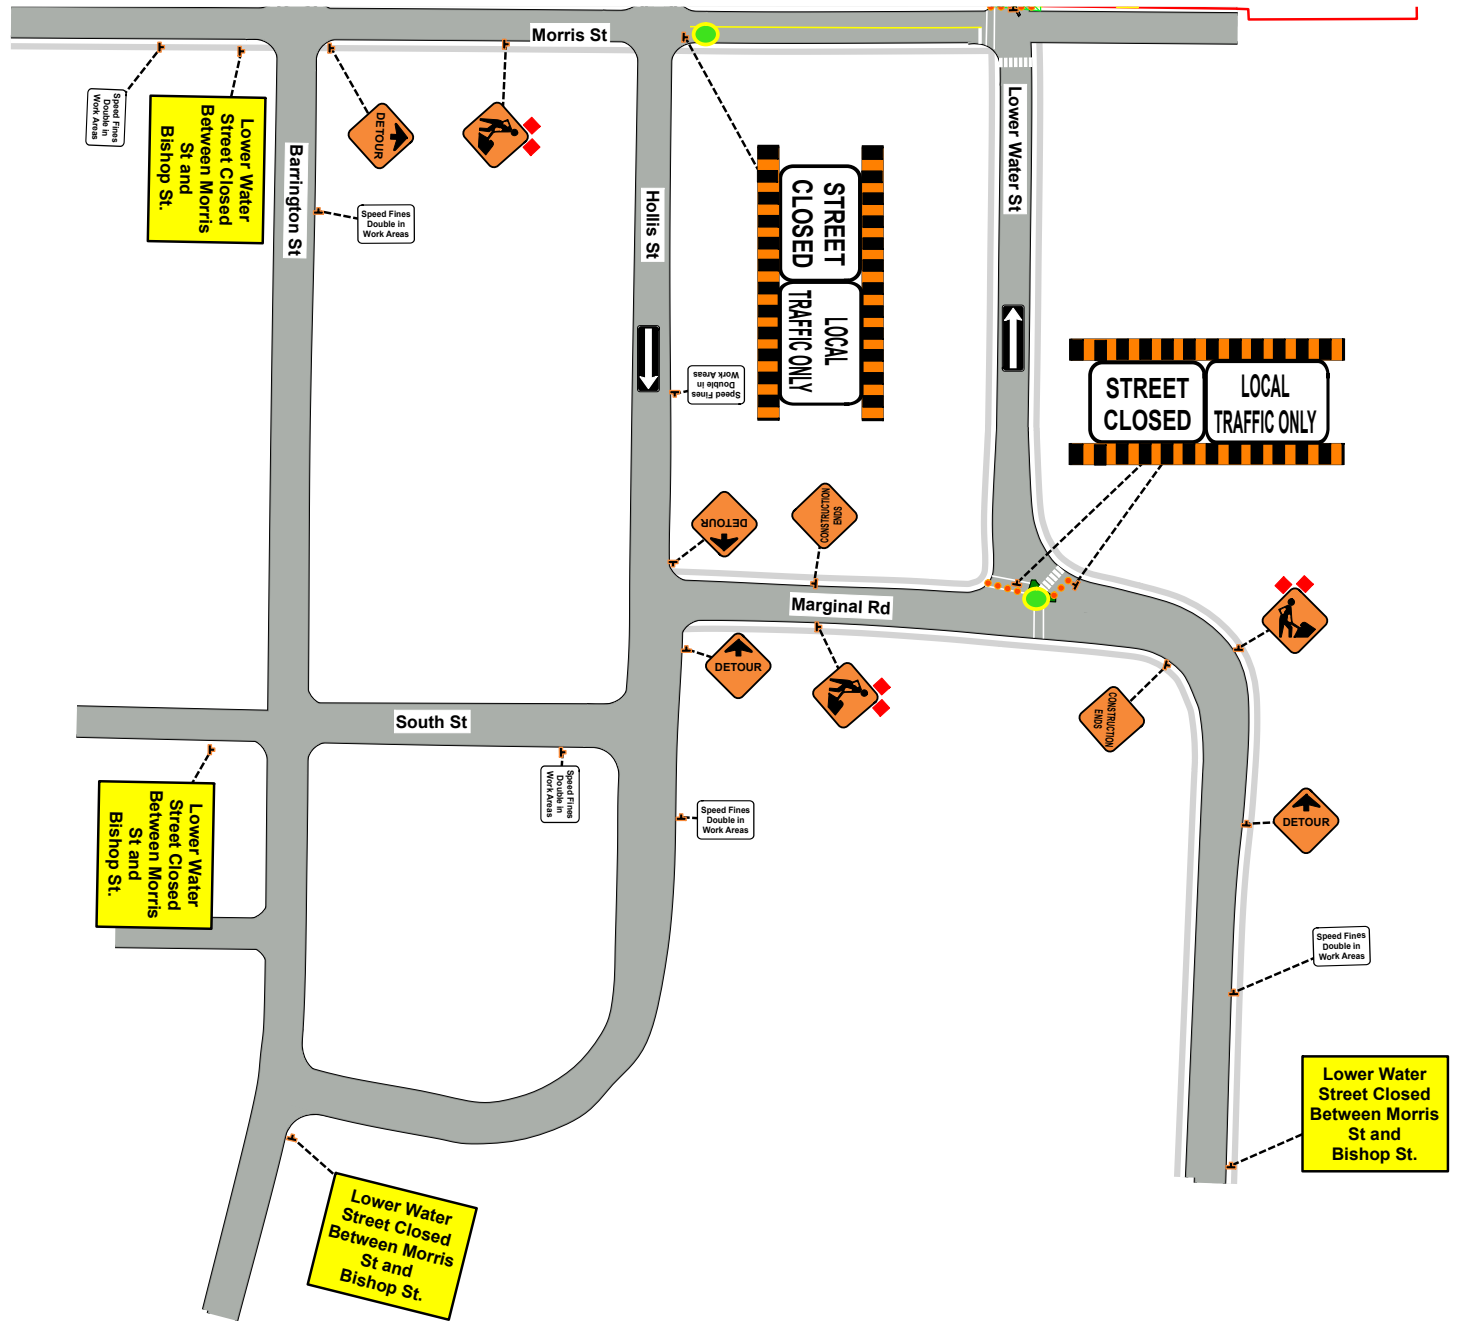 Morris St
Speed Fines
Double in
Work Areas
Lower Water
Street Closed
Between Morris
St and
Bishop St.
DETOUR
Barrington St
Speed Fines
Double in
Work Areas
Hollis St
STREET
CLOSED
LOCAL
TRAFFIC ONLY
Lower Water St
Speed Fines
Double in
Work Areas
STREET
CLOSED
LOCAL
TRAFFIC ONLY
DETOUR
CONSTRUCTION
ENDS
Marginal Rd
DETOUR
CONSTRUCTION
ENDS
South St
Lower Water
Street Closed
Between Morris
St and
Bishop St.
Speed Fines
Double in
Work Areas
Speed Fines
Double in
Work Areas
DETOUR
Speed Fines
Double in
Work Areas
Lower Water
Street Closed
Between Morris
St and
Bishop St.
Lower Water
Street Closed
Between Morris
St and
Bishop St.